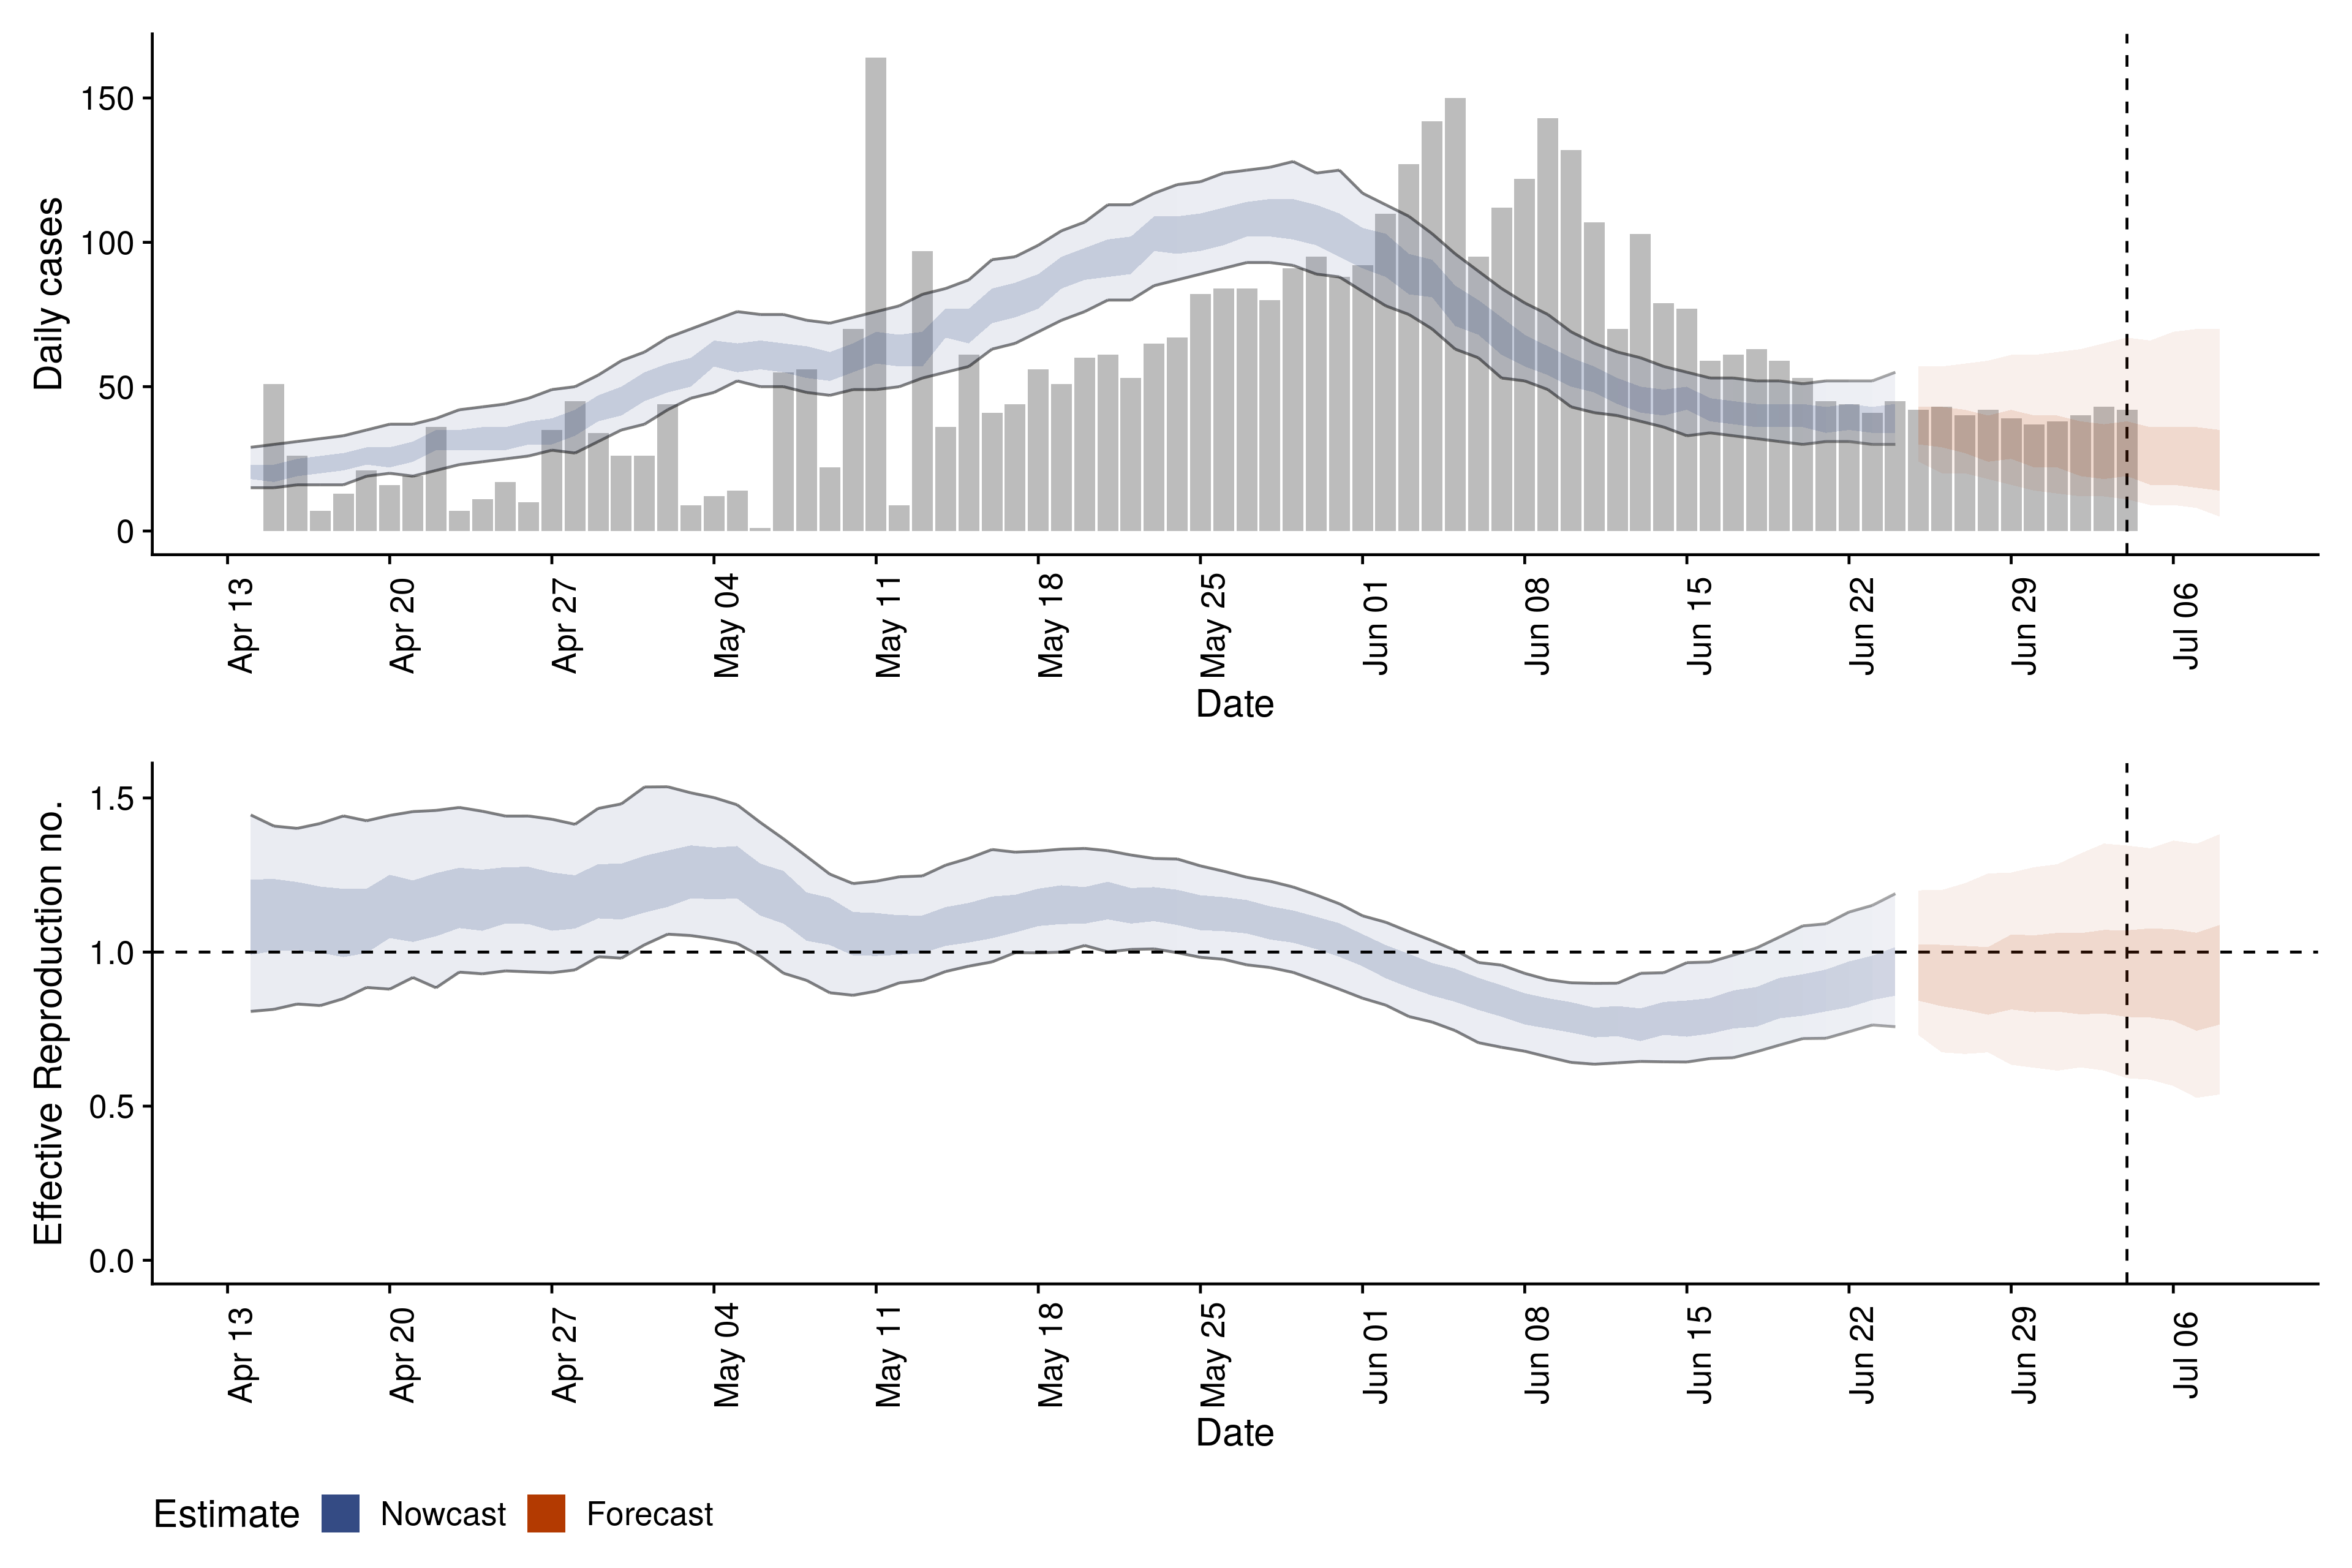 Daily cases
150
100
50
0
Apr 13
Apr 20
Apr 27
May 04
May 11
May 18
May 25
Jun 01
Jun 08
Jun 15
Jun 22
Jun 29
Jul 06
Date
Effective Reproduction no.
1.5
1.0
0.5
0.0
Apr 13
Apr 20
Apr 27
May 04
May 11
May 18
May 25
Jun 01
Jun 08
Jun 15
Jun 22
Jun 29
Jul 06
Date
Estimate Nowcast Forecast